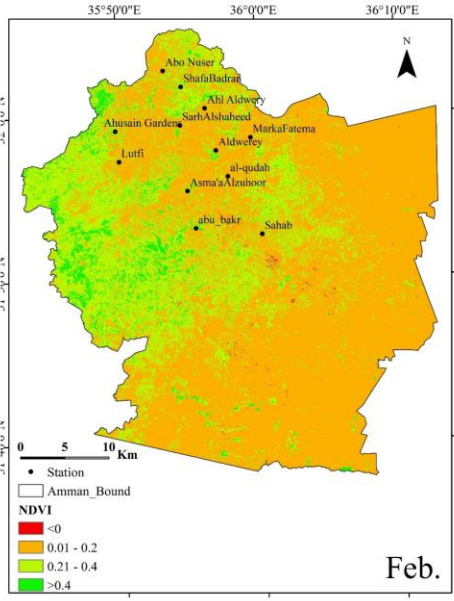 35°50'0"E 36°0'0"E 36°10'0"E
N
Abo Nuser
ShafaBadran
Ahl Aldwery
SarhAlshaheed
Ahusain Gardens
MarkaFatema
Aldwerey
Lutfi
al-qudah
Asma'aAlzuhoor
abu_bakr
Sahab
0 5 10 Km
Station
Amman_Bound
NDVI
<0
0.01 - 0.2
0.21 - 0.4
>0.4
Feb.